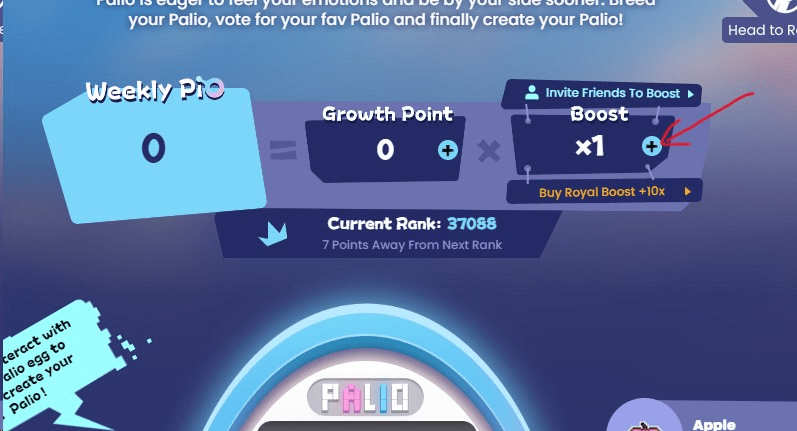 Palio is eager to feel your emotions and be by your side sooner. Breed
your Palio, vote for your fav Palio and finally create your Palio!
Head to
Weekly Pio
0
=
Growth Point
0
+
×
Invite Friends To Boost
Boost
×1
+
Buy Royal Boost +10x
Current Rank: 37088
7 Points Away From Next Rank
teract with
alio egg to
create your
Palio!
PALIO
Apple